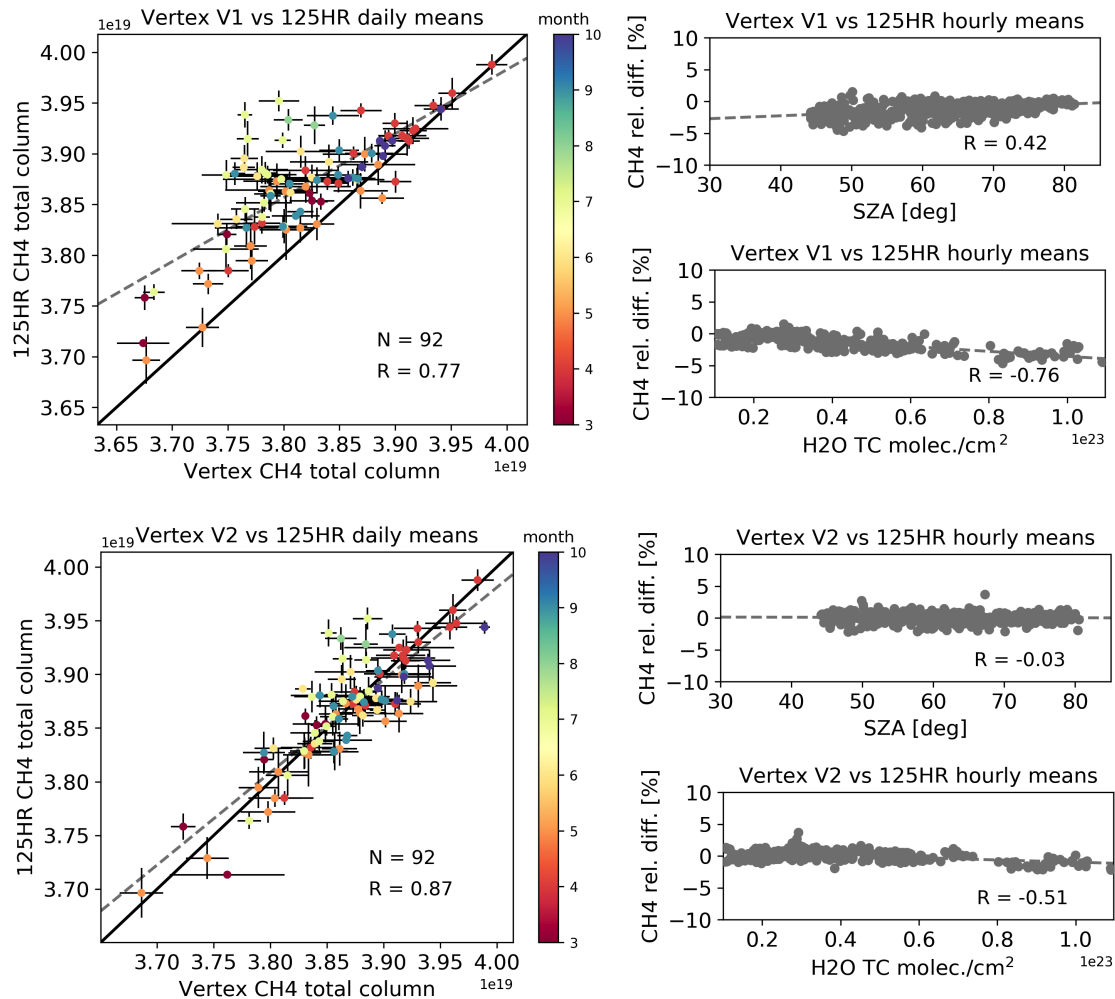 Vertex V1 vs 125HR daily means
1e19
125HR CH4 total column
4.00
3.95
3.90
3.85
3.80
3.75
3.70
3.65
N = 92
R = 0.77
3.65 3.70 3.75 3.80 3.85 3.90 3.95 4.00
Vertex CH4 total column
1e19
month
10
9
8
7
6
5
4
3
Vertex V1 vs 125HR hourly means
CH4 rel. diff. [%]
10
5
0
−5
−10
R = 0.42
30 40 50 60 70 80
SZA [deg]
Vertex V1 vs 125HR hourly means
CH4 rel. diff. [%]
10
5
0
−5
−10
R = -0.76
0.2 0.4 0.6 0.8 1.0
H2O TC molec./cm²
1e23
Vertex V2 vs 125HR daily means
1e19
125HR CH4 total column
4.00
3.95
3.90
3.85
3.80
3.75
3.70
N = 92
R = 0.87
3.70 3.75 3.80 3.85 3.90 3.95 4.00
Vertex CH4 total column
1e19
month
10
9
8
7
6
5
4
3
Vertex V2 vs 125HR hourly means
CH4 rel. diff. [%]
10
5
0
−5
−10
R = -0.03
30 40 50 60 70 80
SZA [deg]
Vertex V2 vs 125HR hourly means
CH4 rel. diff. [%]
10
5
0
−5
−10
R = -0.51
0.2 0.4 0.6 0.8 1.0
H2O TC molec./cm²
1e23